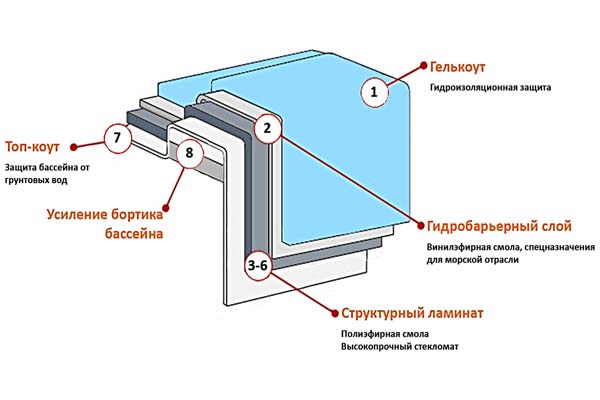 Гелькоут
Гидроизоляционная защита
1
2
7
8
Топ-коут
Защита бассейна от
грунтовых вод
Усиление бортика
бассейна
Гидробарьерный слой
Винилэфирная смола, спецназначения
для морской отрасли
3-6
Структурный ламинат
Полиэфирная смола
Высокопрочный стекломат